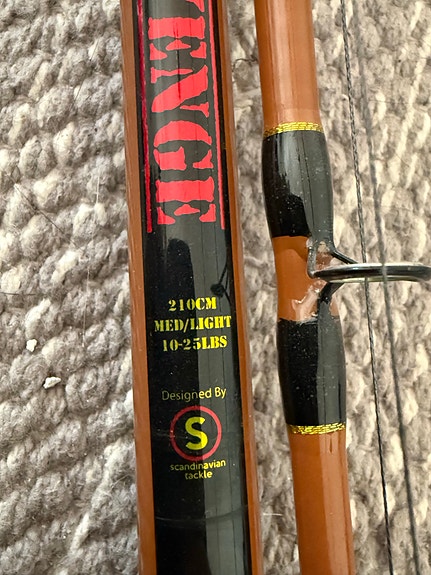 VENGE
210CM
MED/LIGHT
10-25LBS
Designed By
S
scandinavian
tackle